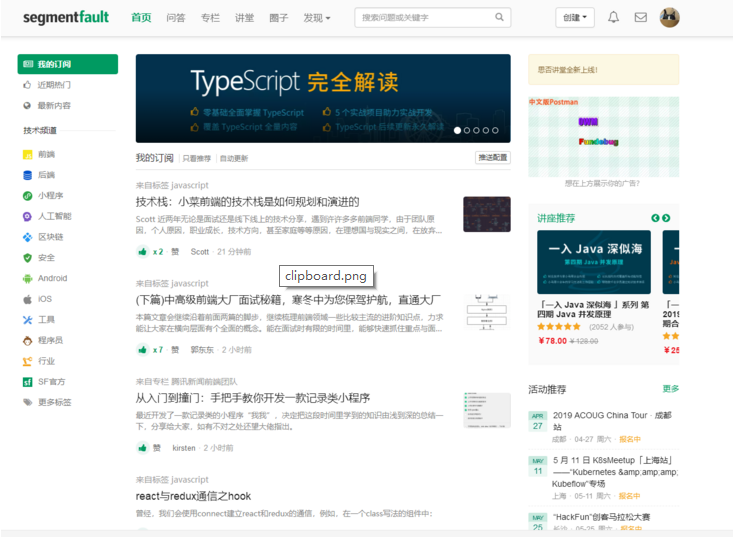 segmentfault 首页 问答 专栏 讲堂 圈子 发现 搜索问题或关键字 创建
我的订阅
近期热门
最新内容
技术频道
前端
后端
小程序
人工智能
区块链
安全
Android
iOS
工具
程序员
行业
SF官方
更多标签
TypeScript 完全解读
零基础全面掌握 TypeScript 5 个实战项目助力实战开发
覆盖 TypeScript 全量内容 TypeScript 后续更新永久解读
我的订阅 只看推荐 自动更新 推送配置
来自标签 javascript
技术栈：小菜前端的技术栈是如何规划和演进的
Scott 近两年无论是面试还是线下线上的技术分享，遇到许许多多前端同学，由于团队原
因，个人原因，职业成长，技术方向，甚至家庭等等原因，在理想国与现实之间，在放弃...
x 2 赞 Scott · 21 分钟前
clipboard.png
来自标签 javascript
(下篇)中高级前端大厂面试秘籍，寒冬中为您保驾护航，直通大厂
本篇文章会继续沿着前面两篇的脚步，继续梳理前端领域一些比较主流的进阶知识点，力求
能让大家在横向层面有个全面的概念。能在面试时有限的时间里，能够快速抓住重点与面...
x 7 赞 郭东东 · 2 小时前
来自专栏 腾讯新闻前端团队
从入门到撞门：手把手教你开发一款记录类小程序
最近开发了一款记录类的小程序“我我”，决定把这段时间里学到的知识由浅到深的总结一
下，分享给大家，如有不对之处还望大佬指出。
赞 kirsten · 2 小时前
来自标签 javascript
react与redux通信之hook
曾经，我们会使用connect建立react和redux的通信，例如，在一个class写法的组件中：
思否讲堂全新上线！
中文版Postman
Fundebug
想在上方展示你的广告？
讲座推荐
一入 Java 深似海
第四期 Java 并发原理
「一入 Java 深似海 」系列 第
四期 Java 并发原理
(2052 人参与)
￥78.00 ￥128.00
「一
2019
期合
￥25
活动推荐 更多
APR
27
2019 ACOUG China Tour · 成都
站
成都 · 04-27 周六 · 报名中
MAY
11
5 月 11 日 K8sMeetup「上海站」
——“Kubernetes &amp;amp;amp;
Kubeflow”专场
上海 · 05-11 周六 · 报名中
MAY
25
“HackFun”创客马拉松大赛
长沙 · 05-25 周六 · 报名中